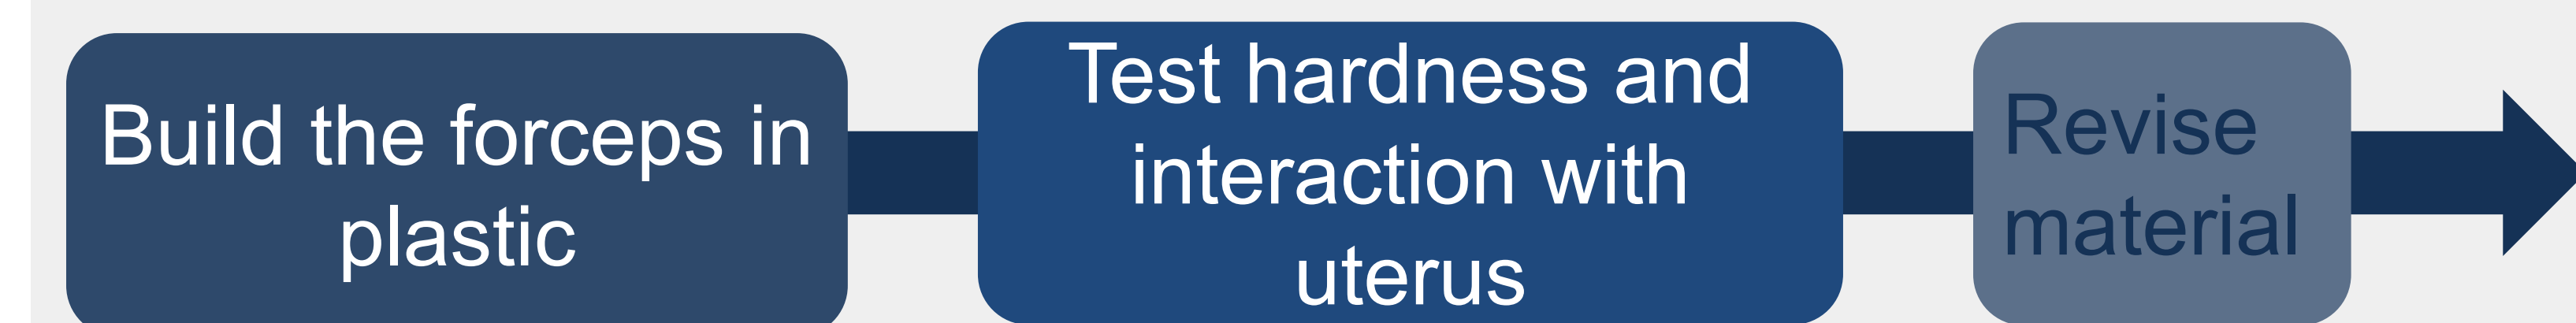 Build the forceps in
plastic
Test hardness and
interaction with
uterus
Revise
material